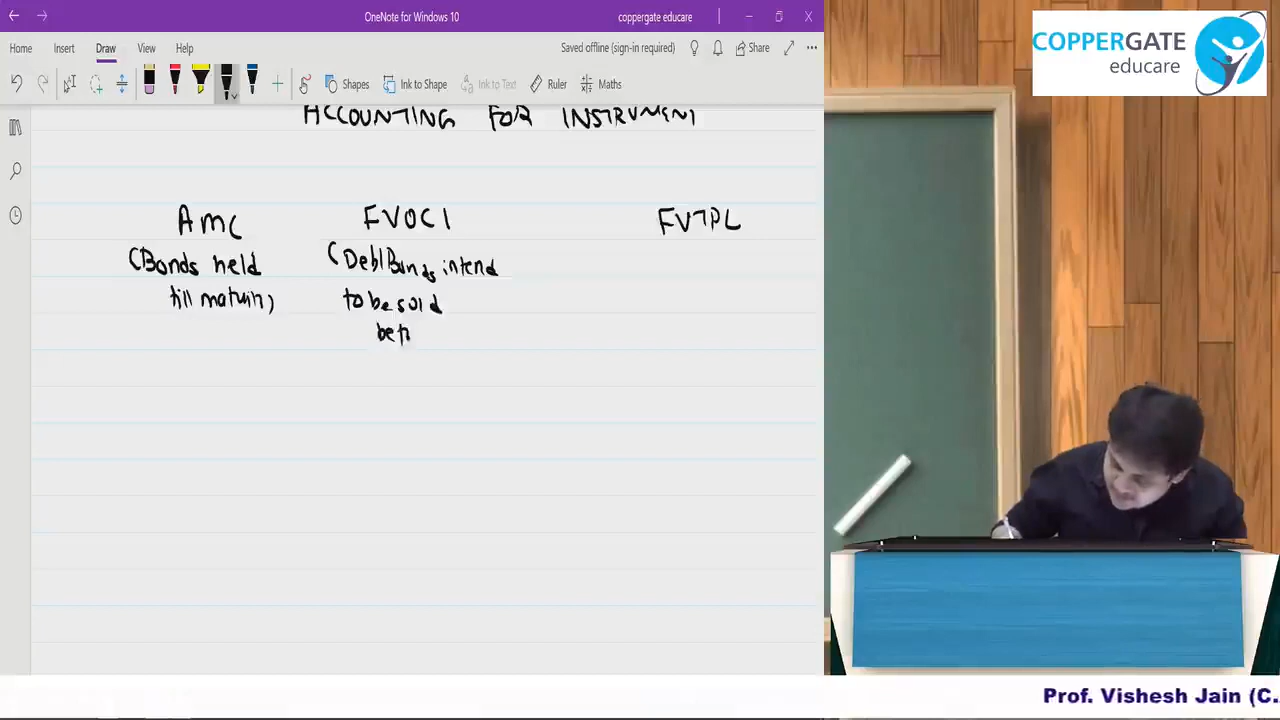 OneNote for Windows 10
coppergate educare
Home
Insert
Draw
View
Help
Saved offline (sign-in required)
Share
Shapes
Ink to Shape
Ink to Text
Ruler
Maths
COPPERGATE
educare
ACCOUNTING FOR INSTRUMENT
AMC
FVOCI
FVTPL
(Bonds held
till maturity)
(Debt Bonds intend
to be sold
bef
Prof. Vishesh Jain (C.